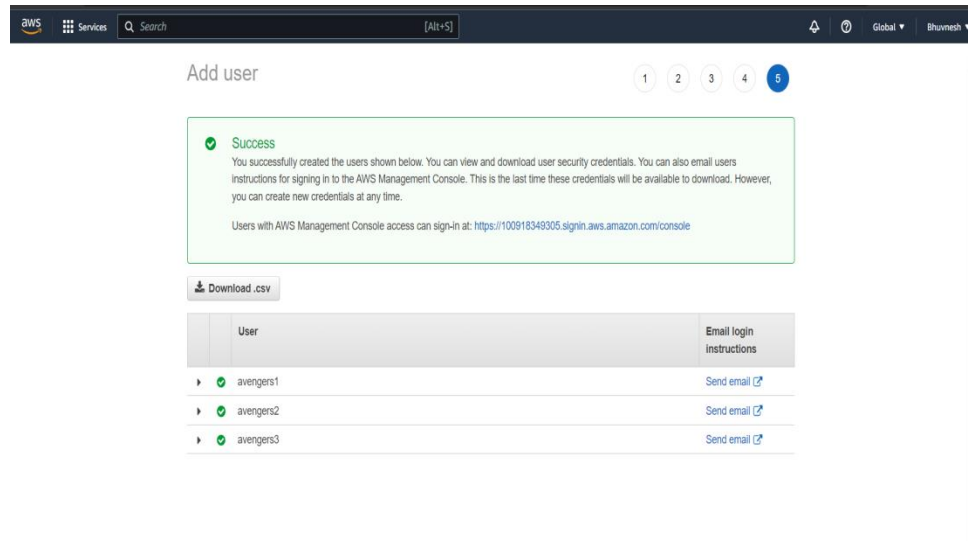 aws Services Search [Alt+S] Global ▼ Bhuvnesh ▼
Add user 1 2 3 4 5
Success
You successfully created the users shown below. You can view and download user security credentials. You can also email users
instructions for signing in to the AWS Management Console. This is the last time these credentials will be available to download. However,
you can create new credentials at any time.
Users with AWS Management Console access can sign-in at: https://100918349305.signin.aws.amazon.com/console
Download .csv
User Email login
instructions
avengers1 Send email
avengers2 Send email
avengers3 Send email